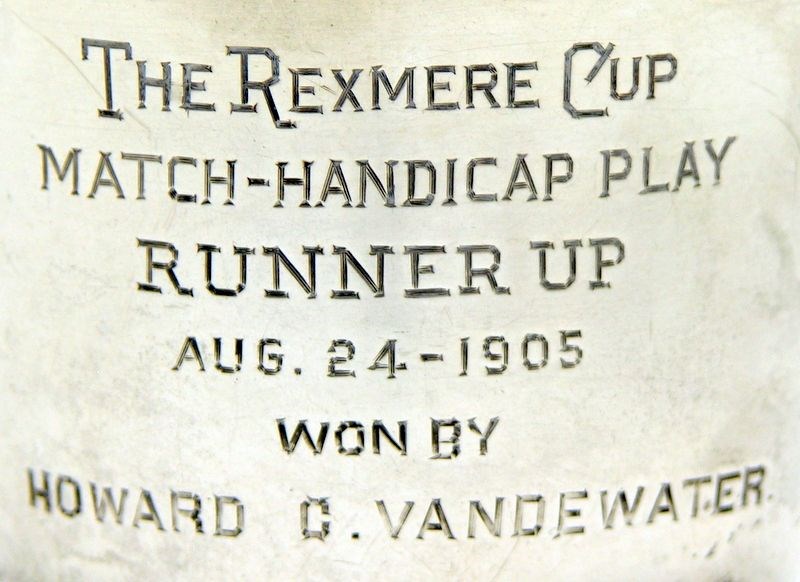 THE REXMERE CUP
MATCH-HANDICAP PLAY
RUNNER UP
AUG. 24-1905
WON BY
HOWARD C. VANDEWATER.